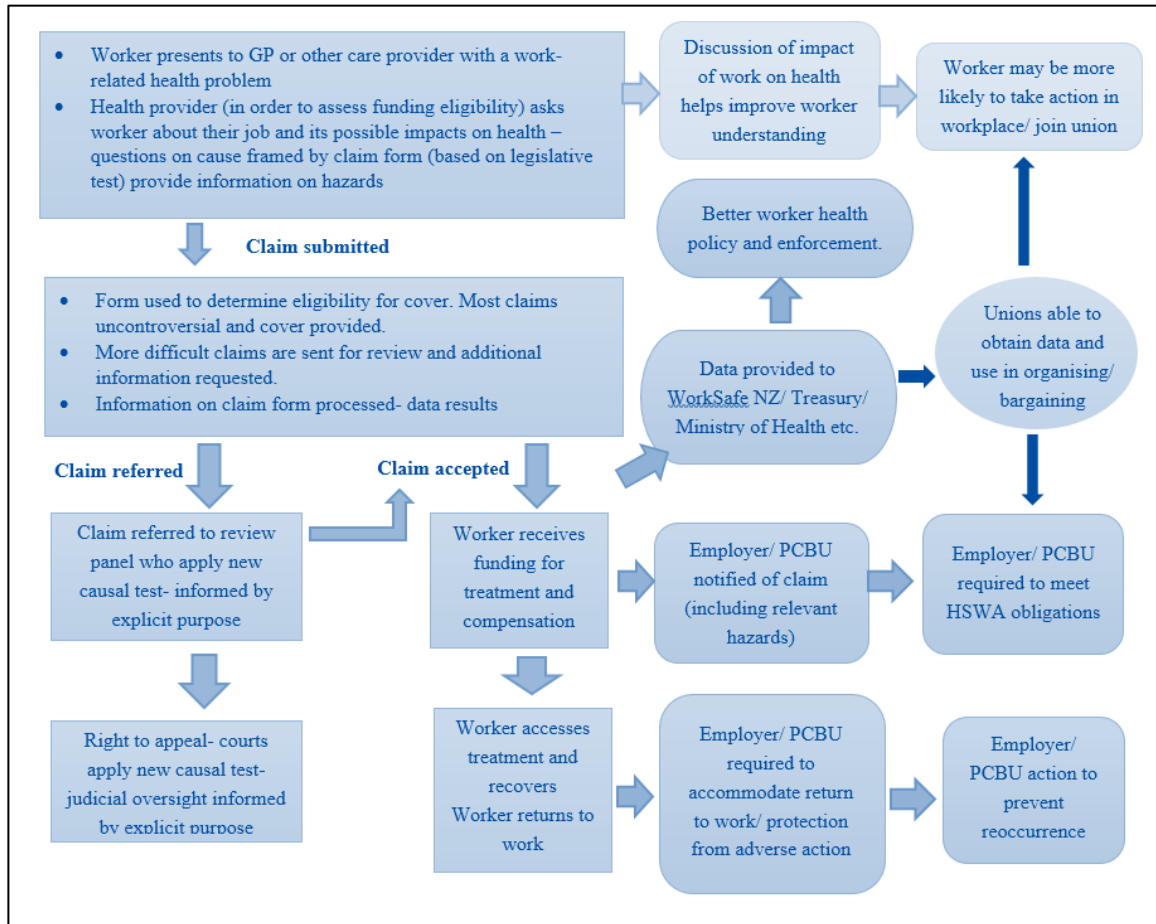 • Worker presents to GP or other care provider with a work-
related health problem
• Health provider (in order to assess funding eligibility) asks
worker about their job and its possible impacts on health –
questions on cause framed by claim form (based on legislative
test) provide information on hazards
Discussion of impact
of work on health
helps improve worker
understanding
Worker may be more
likely to take action in
workplace/ join union
Claim submitted
Better worker health
policy and enforcement.
• Form used to determine eligibility for cover. Most claims
uncontroversial and cover provided.
• More difficult claims are sent for review and additional
information requested.
• Information on claim form processed- data results
Data provided to
WorkSafe NZ/ Treasury/
Ministry of Health etc.
Unions able to
obtain data and
use in organising/
bargaining
Claim referred
Claim accepted
Claim referred to review
panel who apply new
causal test- informed by
explicit purpose
Worker receives
funding for
treatment and
compensation
Employer/ PCBU
notified of claim
(including relevant
hazards)
Employer/ PCBU
required to meet
HSWA obligations
Right to appeal- courts
apply new causal test-
judicial oversight informed
by explicit purpose
Worker accesses
treatment and
recovers
Worker returns to
work
Employer/ PCBU
required to
accommodate return
to work/ protection
from adverse action
Employer/
PCBU action to
prevent
reoccurrence